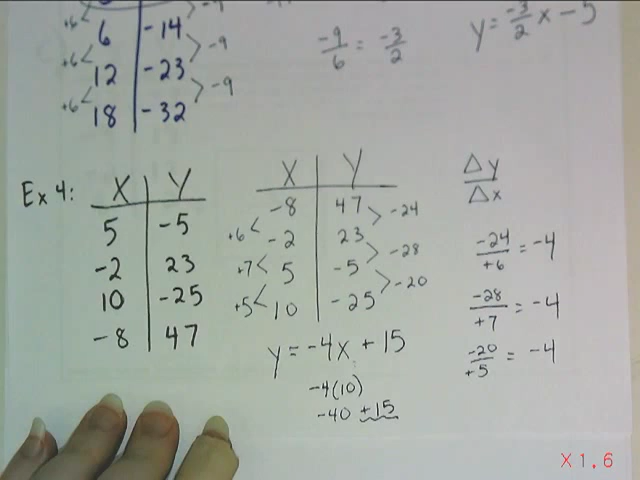 +6 6 -14 -9
+6 12 -23 -9
+6 18 -32
-9/6 = -3/2
y = -3/2 x - 5
Ex 4:
X Y
5 -5
-2 23
10 -25
-8 47
X Y
-8 47 -24
+6 -2 23 -28
+7 5 -5 -20
+5 10 -25
y = -4x + 15
-4(10)
-40 +15
Δy/Δx
-24/+6 = -4
-28/+7 = -4
-20/+5 = -4
X1.6